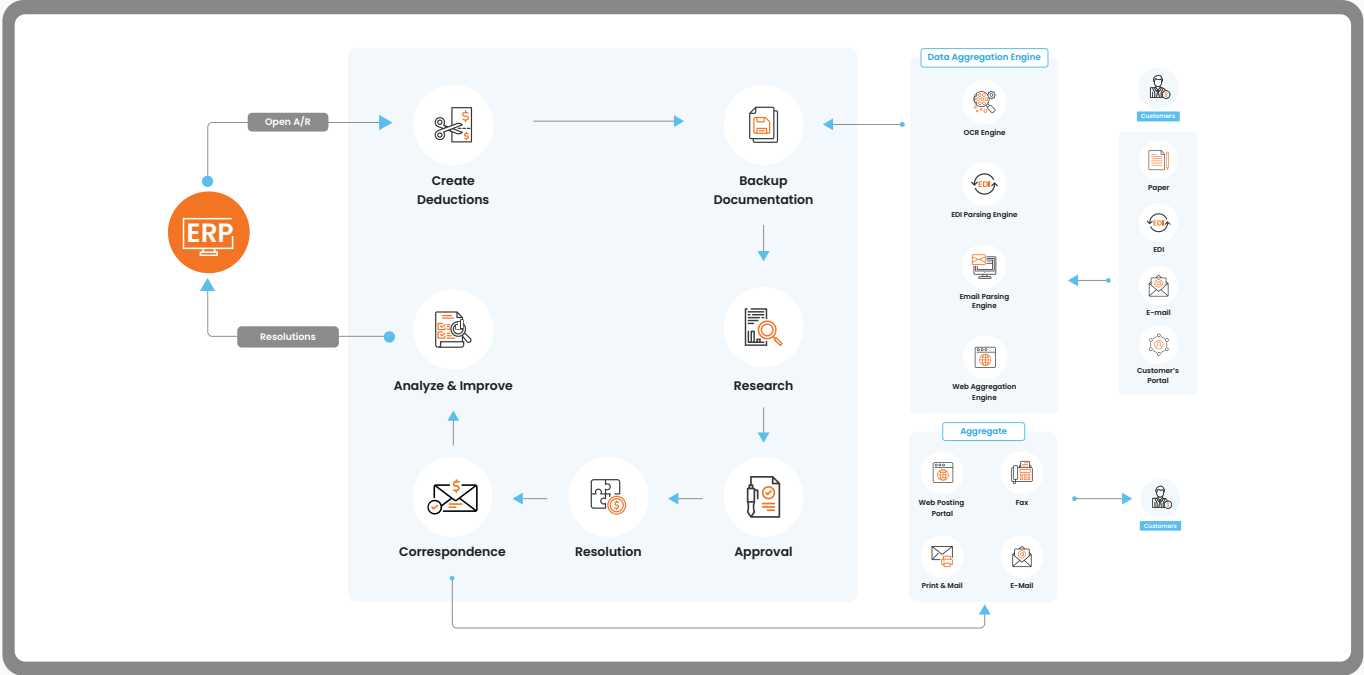 Open A/R
ERP
Resolutions
Create
Deductions
Backup
Documentation
Analyze & Improve
Research
Correspondence
Resolution
Approval
Data Aggregation Engine
OCR Engine
EDI
EDI Parsing Engine
Email Parsing
Engine
Web Aggregation
Engine
Customers
Paper
EDI
EDI
E-mail
Customer's
Portal
Aggregate
Web Posting
Portal
Fax
Print & Mail
E-Mail
Customers